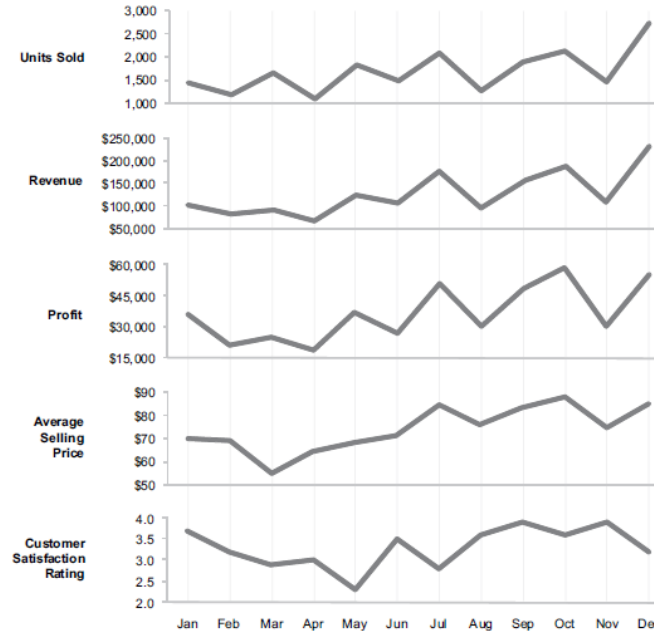 3,000
Units Sold
2,500
2,000
1,500
1,000
$250,000
$200,000
Revenue
$150,000
$100,000
$50,000
$60,000
$45,000
Profit
$30,000
$15,000
$90
Average
Selling
Price
$80
$70
$60
$50
4.0
Customer
Satisfaction
Rating
3.5
3.0
2.5
2.0
Jan Feb Mar Apr May Jun Jul Aug Sep Oct Nov De